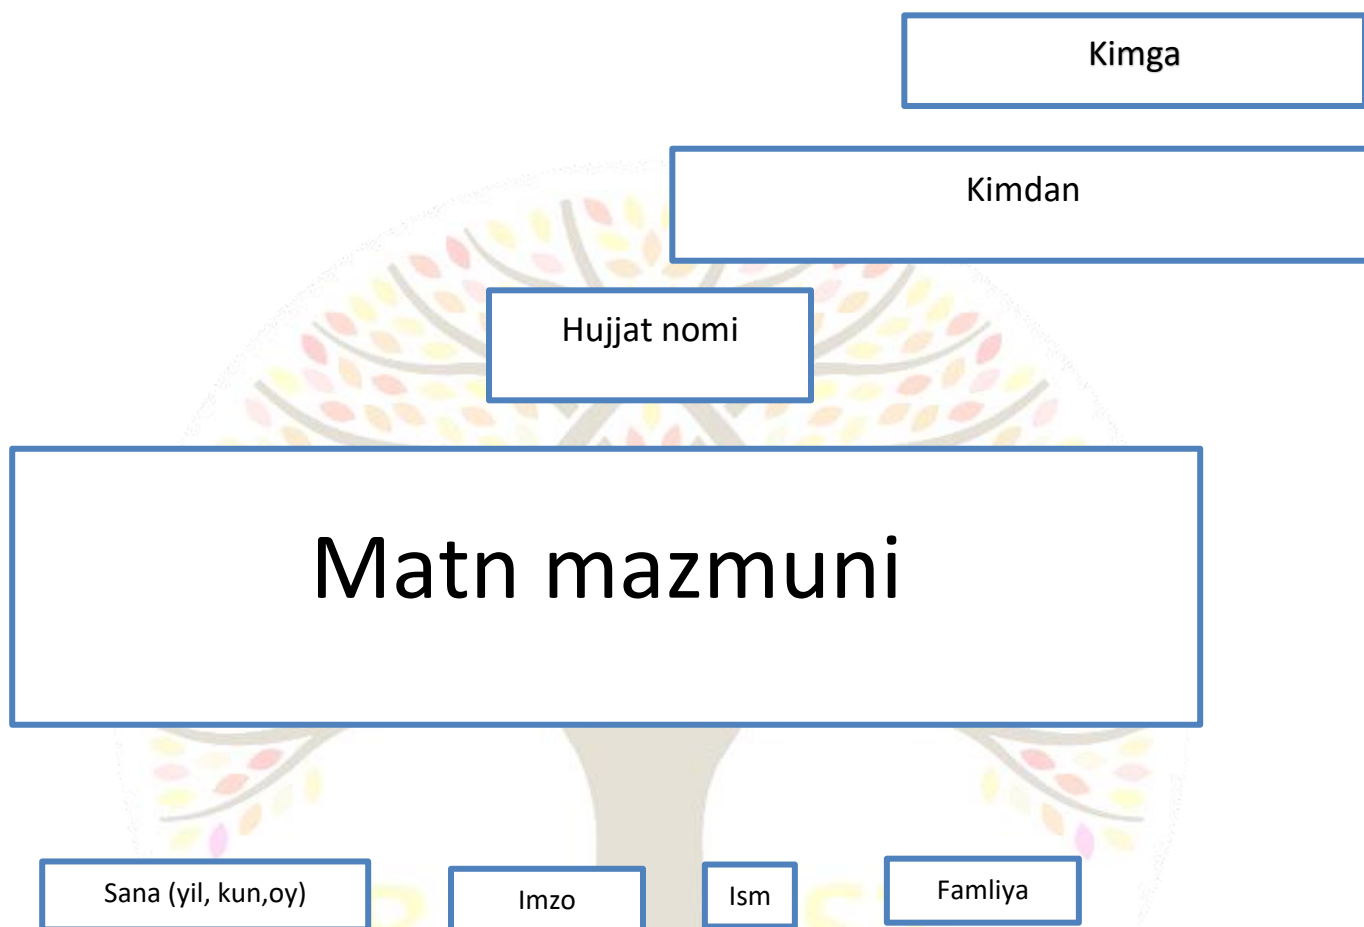 Kimga
Kimdan
Hujjat nomi
Matn mazmuni
Sana (yil, kun,oy)
Imzo
Ism
Famliya